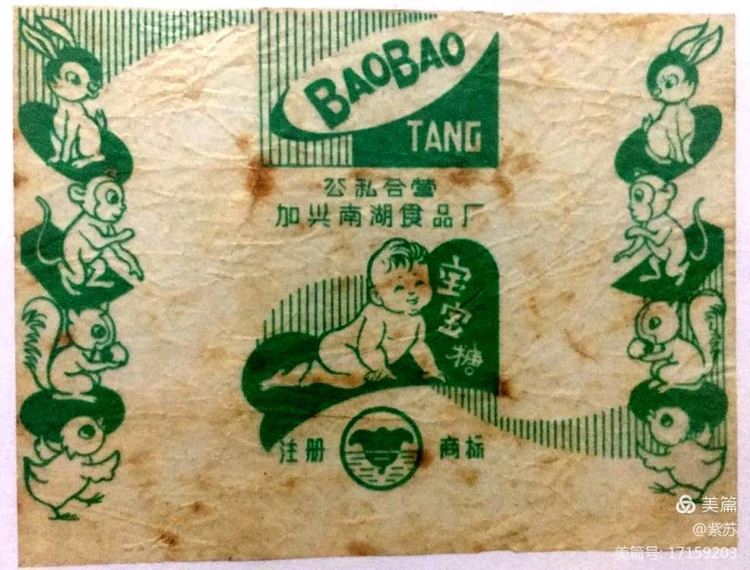 BAOBAO
TANG
公私合营
加兴南湖食品厂
宝宝糖
注册 商标
美篇
@紫苏
美篇号: 17159203